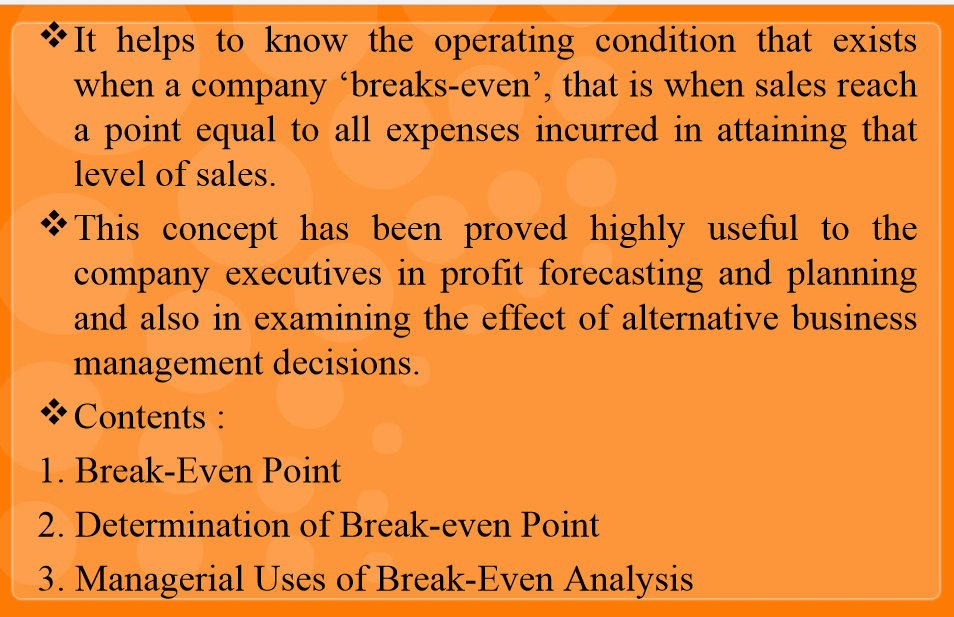 ❖It helps to know the operating condition that exists
when a company ‘breaks-even’, that is when sales reach
a point equal to all expenses incurred in attaining that
level of sales.
❖This concept has been proved highly useful to the
company executives in profit forecasting and planning
and also in examining the effect of alternative business
management decisions.
❖Contents :
1. Break-Even Point
2. Determination of Break-even Point
3. Managerial Uses of Break-Even Analysis